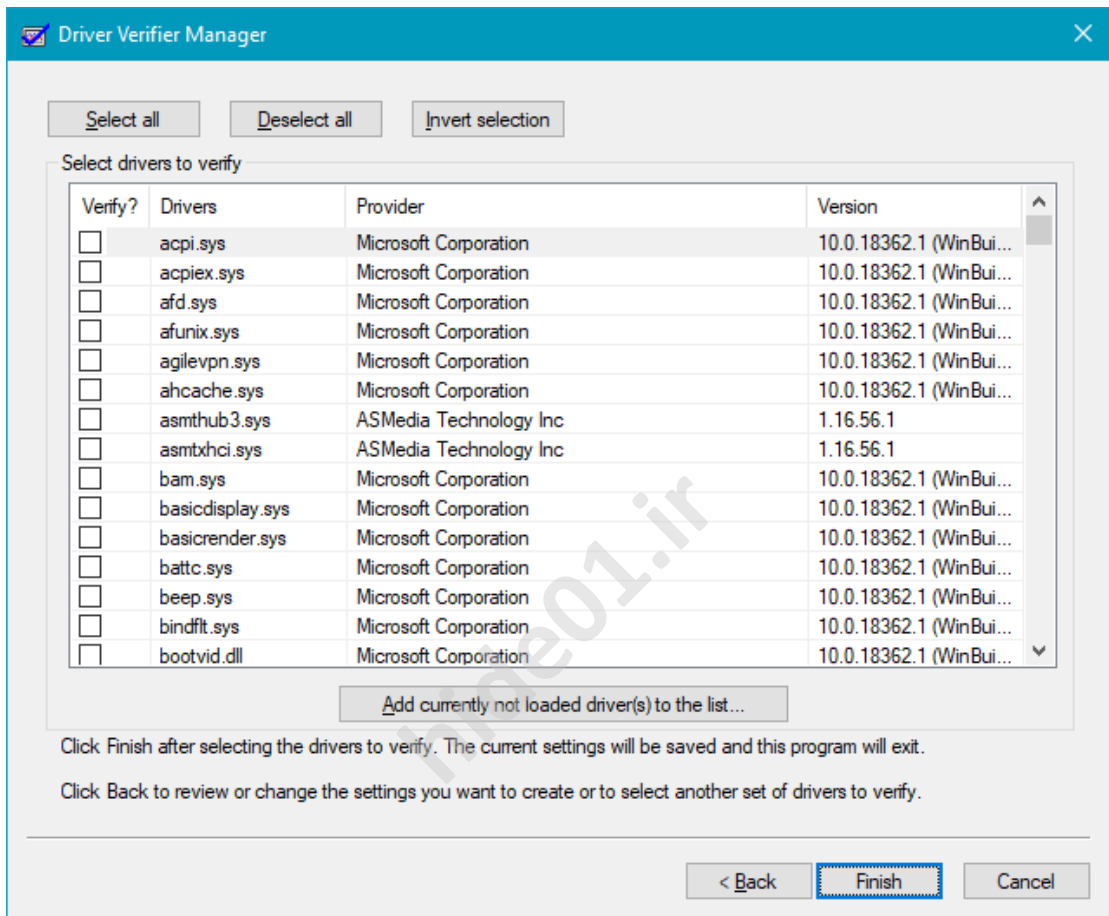 Driver Verifier Manager
Select all Deselect all Invert selection
Select drivers to verify
Verify? Drivers Provider Version
acpi.sys Microsoft Corporation 10.0.18362.1 (WinBui...
acpiex.sys Microsoft Corporation 10.0.18362.1 (WinBui...
afd.sys Microsoft Corporation 10.0.18362.1 (WinBui...
afunix.sys Microsoft Corporation 10.0.18362.1 (WinBui...
agilevpn.sys Microsoft Corporation 10.0.18362.1 (WinBui...
ahcache.sys Microsoft Corporation 10.0.18362.1 (WinBui...
asmthub3.sys ASMedia Technology Inc 1.16.56.1
asmtxhci.sys ASMedia Technology Inc 1.16.56.1
bam.sys Microsoft Corporation 10.0.18362.1 (WinBui...
basicdisplay.sys Microsoft Corporation 10.0.18362.1 (WinBui...
basicrender.sys Microsoft Corporation 10.0.18362.1 (WinBui...
battc.sys Microsoft Corporation 10.0.18362.1 (WinBui...
beep.sys Microsoft Corporation 10.0.18362.1 (WinBui...
bindflt.sys Microsoft Corporation 10.0.18362.1 (WinBui...
bootvid.dll Microsoft Corporation 10.0.18362.1 (WinBui...
Add currently not loaded driver(s) to the list...
Click Finish after selecting the drivers to verify. The current settings will be saved and this program will exit.
Click Back to review or change the settings you want to create or to select another set of drivers to verify.
< Back Finish Cancel
hide01.ir